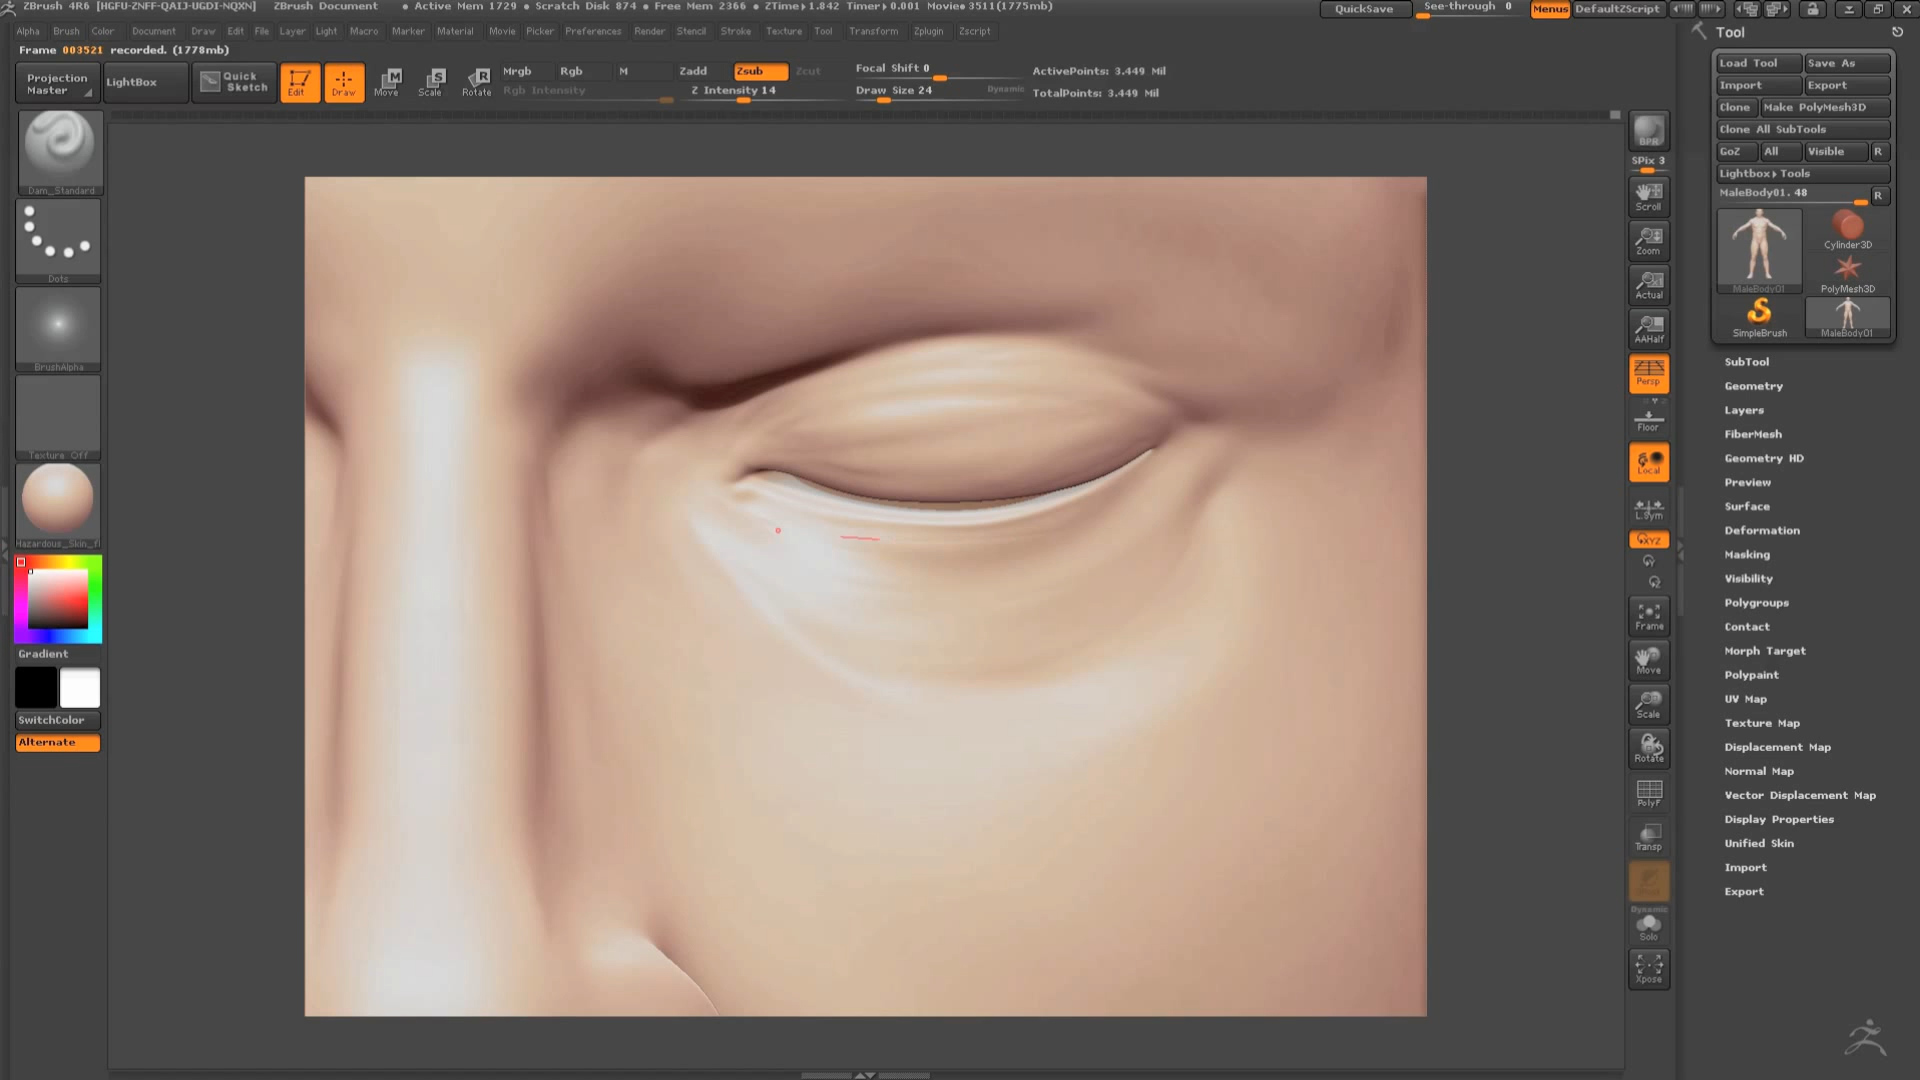 ZBrush 4R6 [HGFU-ZNFF-QAIJ-UGDI-NQXN] ZBrush Document • Active Mem 1729 • Scratch Disk 874 • Free Mem 2366 • ZTime▸1.842 Timer▸0.001 Movie•3511(1775mb) QuickSave See-through 0 Menus DefaultZScript
Alpha Brush Color Document Draw Edit File Layer Light Macro Marker Material Movie Picker Preferences Render Stencil Stroke Texture Tool Transform Zplugin Zscript
Frame 003521 recorded. (1778mb)
Projection Master
LightBox
Quick Sketch
Edit
Draw
Move
Scale
Rotate
Mrgb Rgb M
Rgb Intensity
Zadd Zsub Zcut
Z Intensity 14
Focal Shift 0
Draw Size 24
Dynamic
ActivePoints: 3.449 Mil
TotalPoints: 3.449 Mil
Dam_Standard
Dots
BrushAlpha
Texture Off
Hazardous_Skin_fl
Gradient
SwitchColor
Alternate
BPR
SPix 3
Scroll
Zoom
Actual
AAHalf
Persp
Floor
Local
L.Sym
XYZ
Frame
Move
Scale
Rotate
PolyF
Transp
Dynamic
Solo
Xpose
Tool
Load Tool Save As
Import Export
Clone Make PolyMesh3D
Clone All SubTools
GoZ All Visible R
Lightbox▸Tools
MaleBody01. 48 R
MaleBody01
Cylinder3D
PolyMesh3D
SimpleBrush
MaleBody01
SubTool
Geometry
Layers
FiberMesh
Geometry HD
Preview
Surface
Deformation
Masking
Visibility
Polygroups
Contact
Morph Target
Polypaint
UV Map
Texture Map
Displacement Map
Normal Map
Vector Displacement Map
Display Properties
Unified Skin
Import
Export